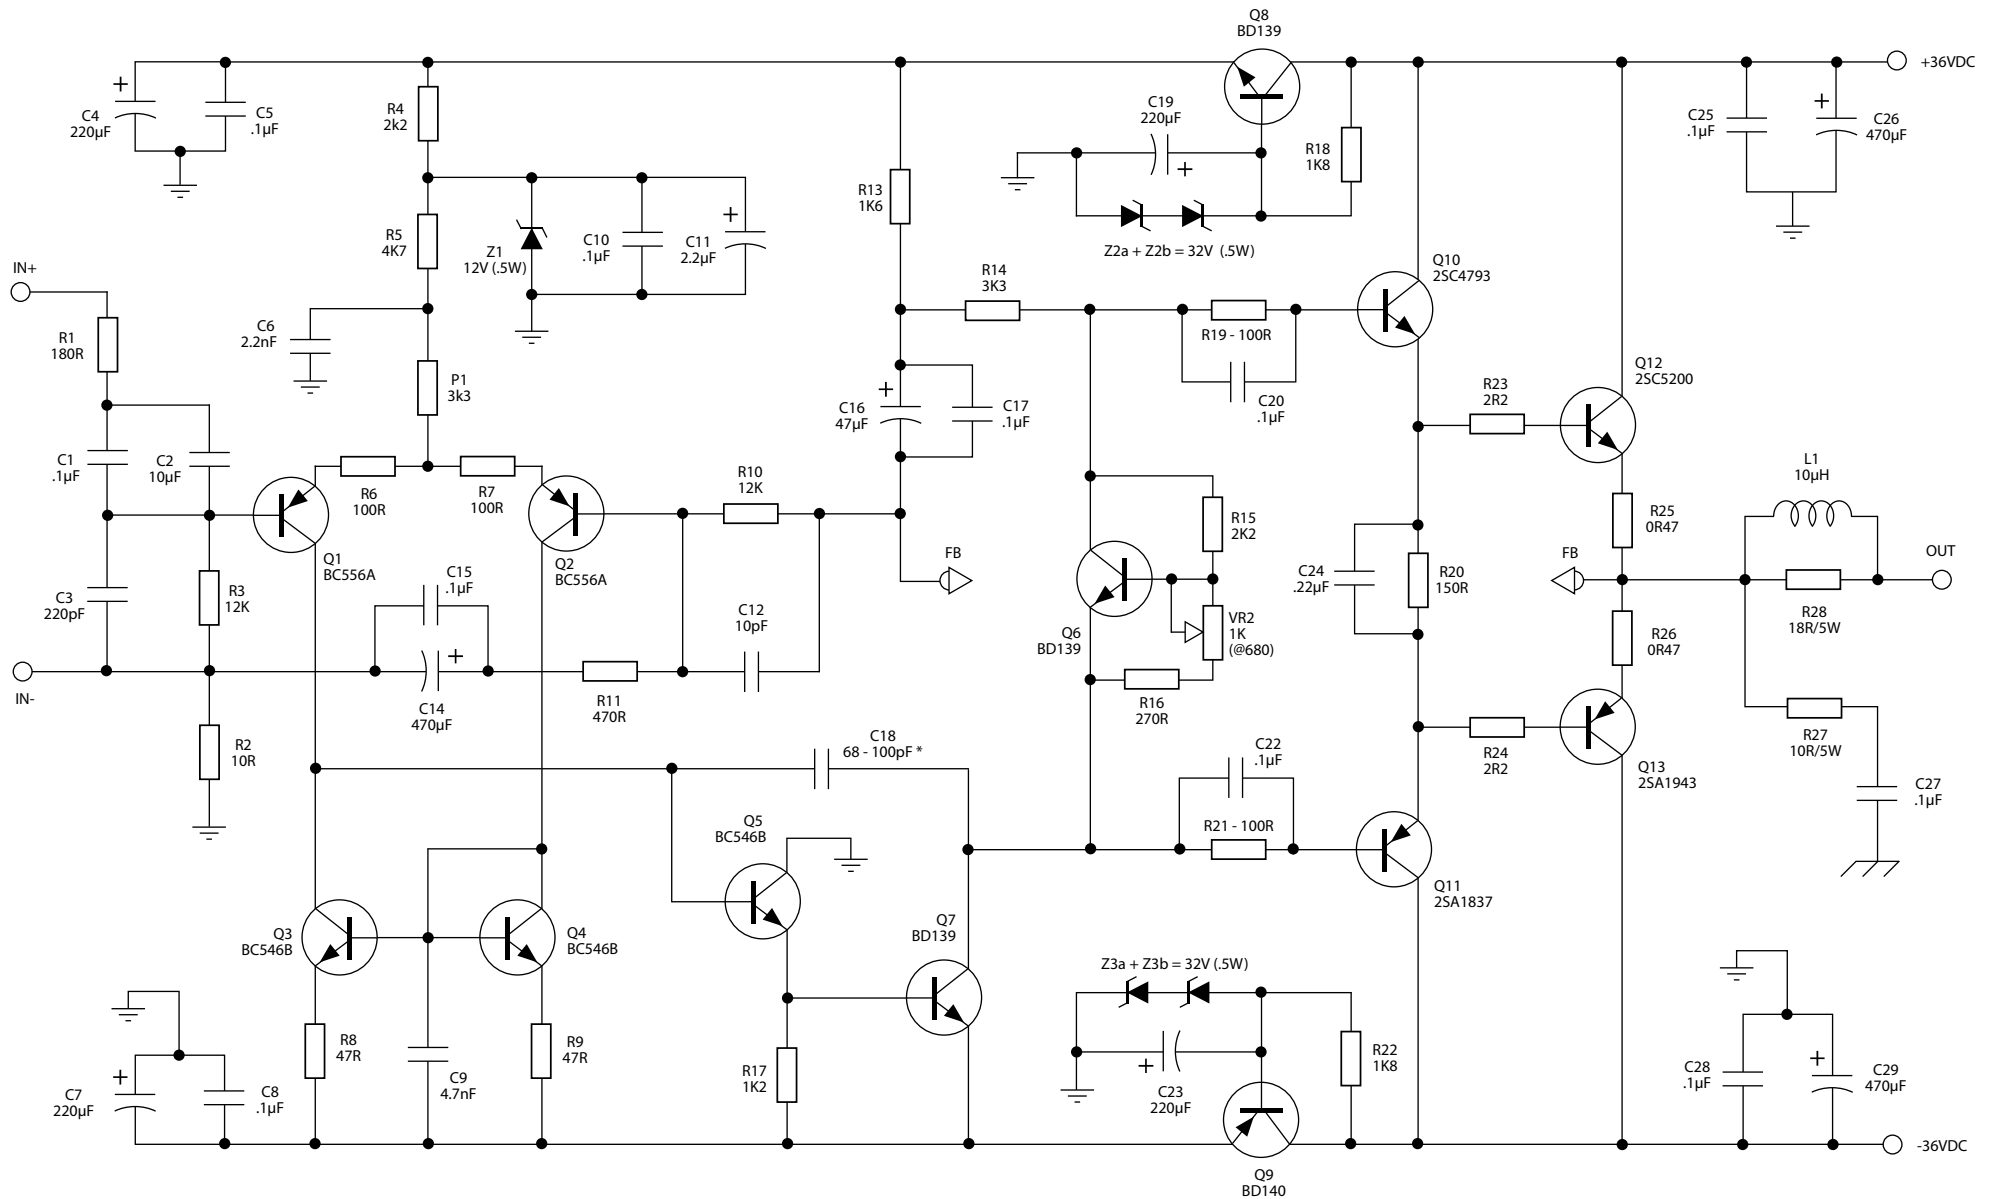 Q8
BD139
+36VDC
C4
220µF
C5
.1µF
R4
2k2
C19
220µF
R18
1K8
C25
.1µF
C26
470µF
R13
1K6
R5
4K7
Z1
12V (.5W)
C10
.1µF
C11
2.2µF
Z2a + Z2b = 32V (.5W)
Q10
2SC4793
IN+
R14
3K3
R1
180R
C6
2.2nF
R19 - 100R
P1
3k3
Q12
2SC5200
R23
2R2
C20
.1µF
C16
47µF
C17
.1µF
C1
.1µF
C2
10µF
R6
100R
R7
100R
R10
12K
L1
10µH
R15
2K2
R25
0R47
Q1
BC556A
Q2
BC556A
FB
FB
OUT
C15
.1µF
C24
.22µF
R20
150R
C3
220pF
R3
12K
C12
10pF
R28
18R/5W
Q6
BD139
VR2
1K
(@680)
R26
0R47
IN-
R11
470R
C14
470µF
R16
270R
R2
10R
C18
68 - 100pF *
C22
.1µF
R24
2R2
R27
10R/5W
Q13
2SA1943
C27
.1µF
Q5
BC546B
R21 - 100R
Q11
2SA1837
Q3
BC546B
Q4
BC546B
Q7
BD139
Z3a + Z3b = 32V (.5W)
R8
47R
R9
47R
R17
1K2
R22
1K8
C7
220µF
C8
.1µF
C9
4.7nF
C23
220µF
C28
.1µF
C29
470µF
-36VDC
Q9
BD140